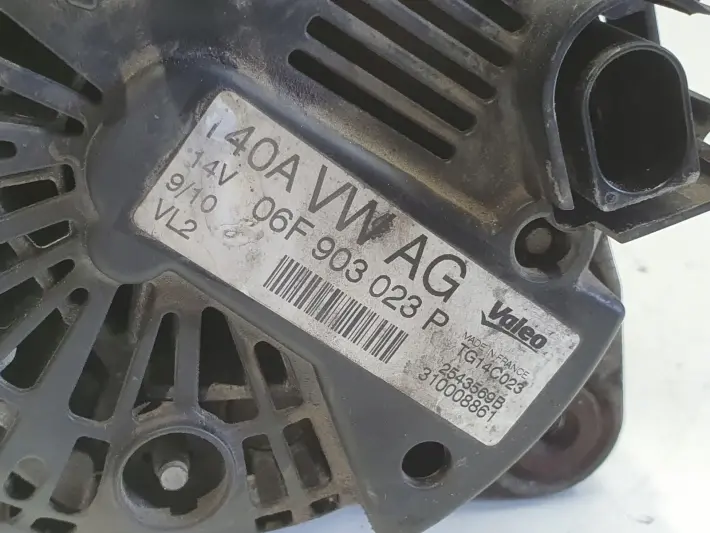 140A VW AG
14V 06F 903 023 P
9/10
VL2
Valeo
MADE IN FRANCE
TG14C023
2543569B
310008861